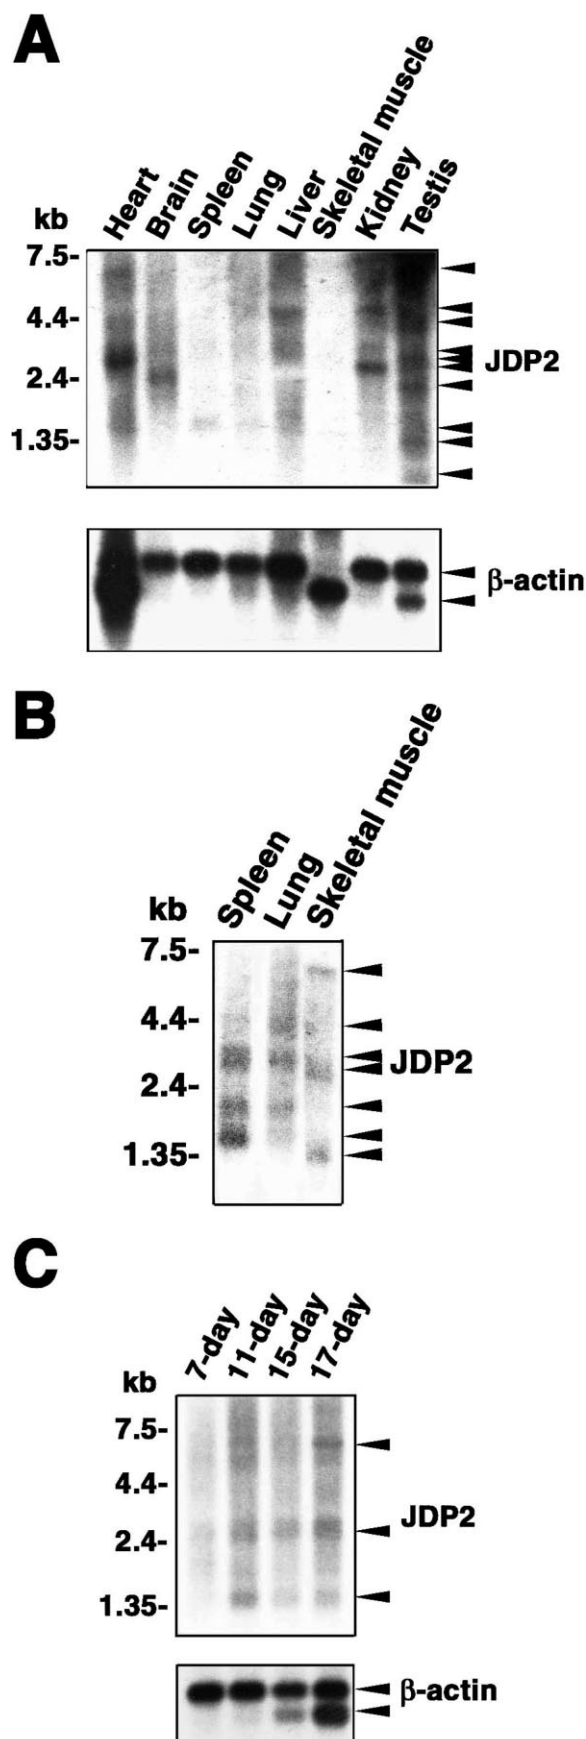 A
Heart Brain Spleen Lung Liver Skeletal muscle Kidney Testis
kb
7.5-
4.4-
JDP2
2.4-
1.35-
β-actin
B
Spleen Lung Skeletal muscle
kb
7.5-
4.4-
JDP2
2.4-
1.35-
C
7-day 11-day 15-day 17-day
kb
7.5-
4.4-
JDP2
2.4-
1.35-
β-actin